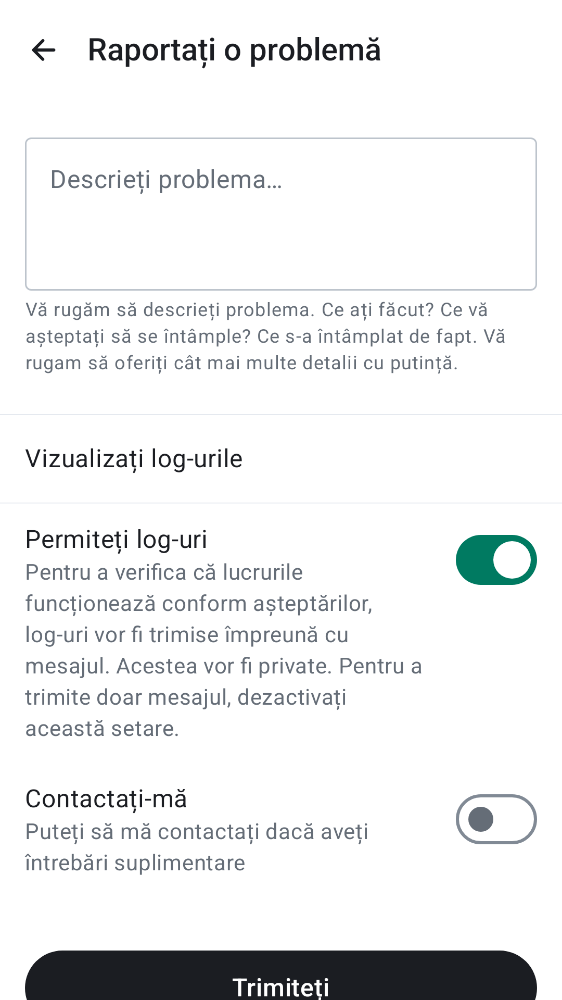 Raportați o problemă
Descrieți problema…
Vă rugăm să descrieți problema. Ce ați făcut? Ce vă
așteptați să se întâmple? Ce s-a întâmplat de fapt. Vă
rugam să oferiți cât mai multe detalii cu putință.
Vizualizați log-urile
Permiteți log-uri
Pentru a verifica că lucrurile
funcționează conform așteptărilor,
log-uri vor fi trimise împreună cu
mesajul. Acestea vor fi private. Pentru a
trimite doar mesajul, dezactivați
această setare.
Contactați-mă
Puteți să mă contactați dacă aveți
întrebări suplimentare
Trimiteți